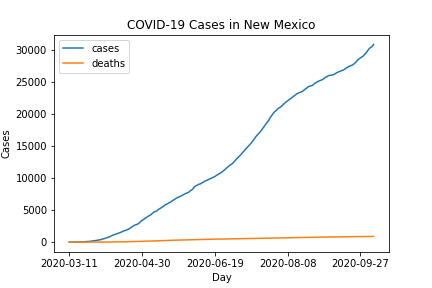 COVID-19 Cases in New Mexico
cases
deaths
30000
25000
20000
15000
10000
5000
0
Cases
2020-03-11 2020-04-30 2020-06-19 2020-08-08 2020-09-27
Day